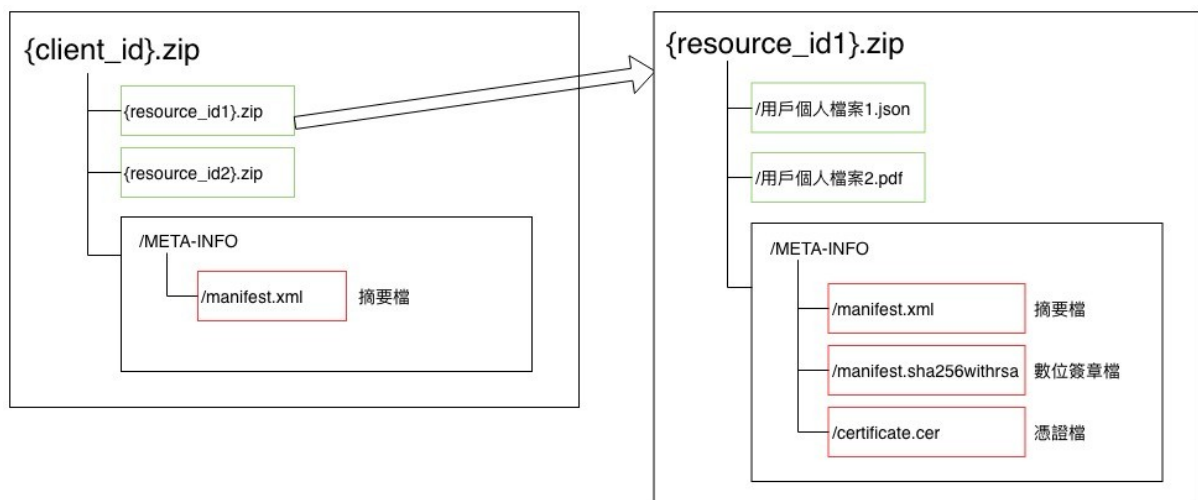 {client_id}.zip
{resource_id1}.zip
{resource_id2}.zip
/META-INFO
/manifest.xml 摘要檔
{resource_id1}.zip
/用戶個人檔案1.json
/用戶個人檔案2.pdf
/META-INFO
/manifest.xml 摘要檔
/manifest.sha256withrsa 數位簽章檔
/certificate.cer 憑證檔